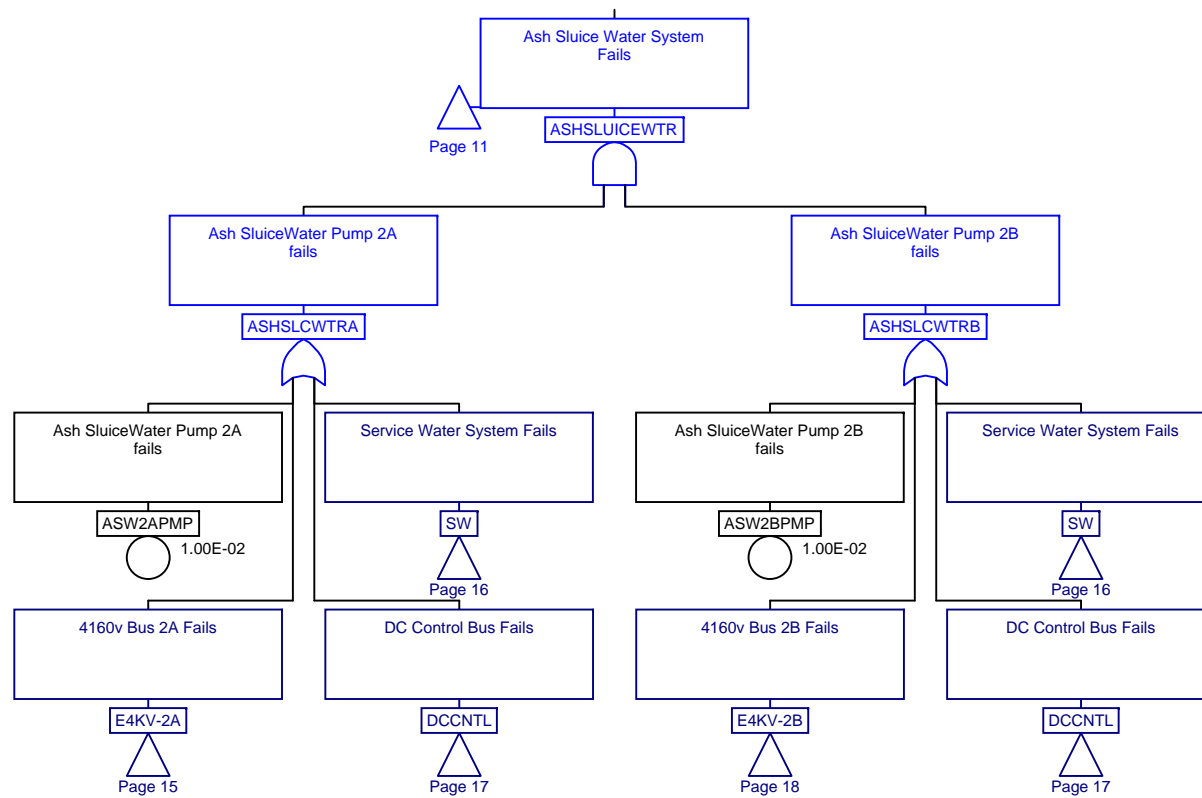 Ash Sluice Water System
Fails
ASHSLUICEWTR
Page 11
Ash SluiceWater Pump 2A
fails
Ash SluiceWater Pump 2B
fails
ASHSLCWTRA
ASHSLCWTRB
Ash SluiceWater Pump 2A
fails
Service Water System Fails
Ash SluiceWater Pump 2B
fails
Service Water System Fails
ASW2APMP
SW
ASW2BPMP
SW
1.00E-02
1.00E-02
Page 16
Page 16
4160v Bus 2A Fails
DC Control Bus Fails
4160v Bus 2B Fails
DC Control Bus Fails
E4KV-2A
DCCNTL
E4KV-2B
DCCNTL
Page 15
Page 17
Page 18
Page 17